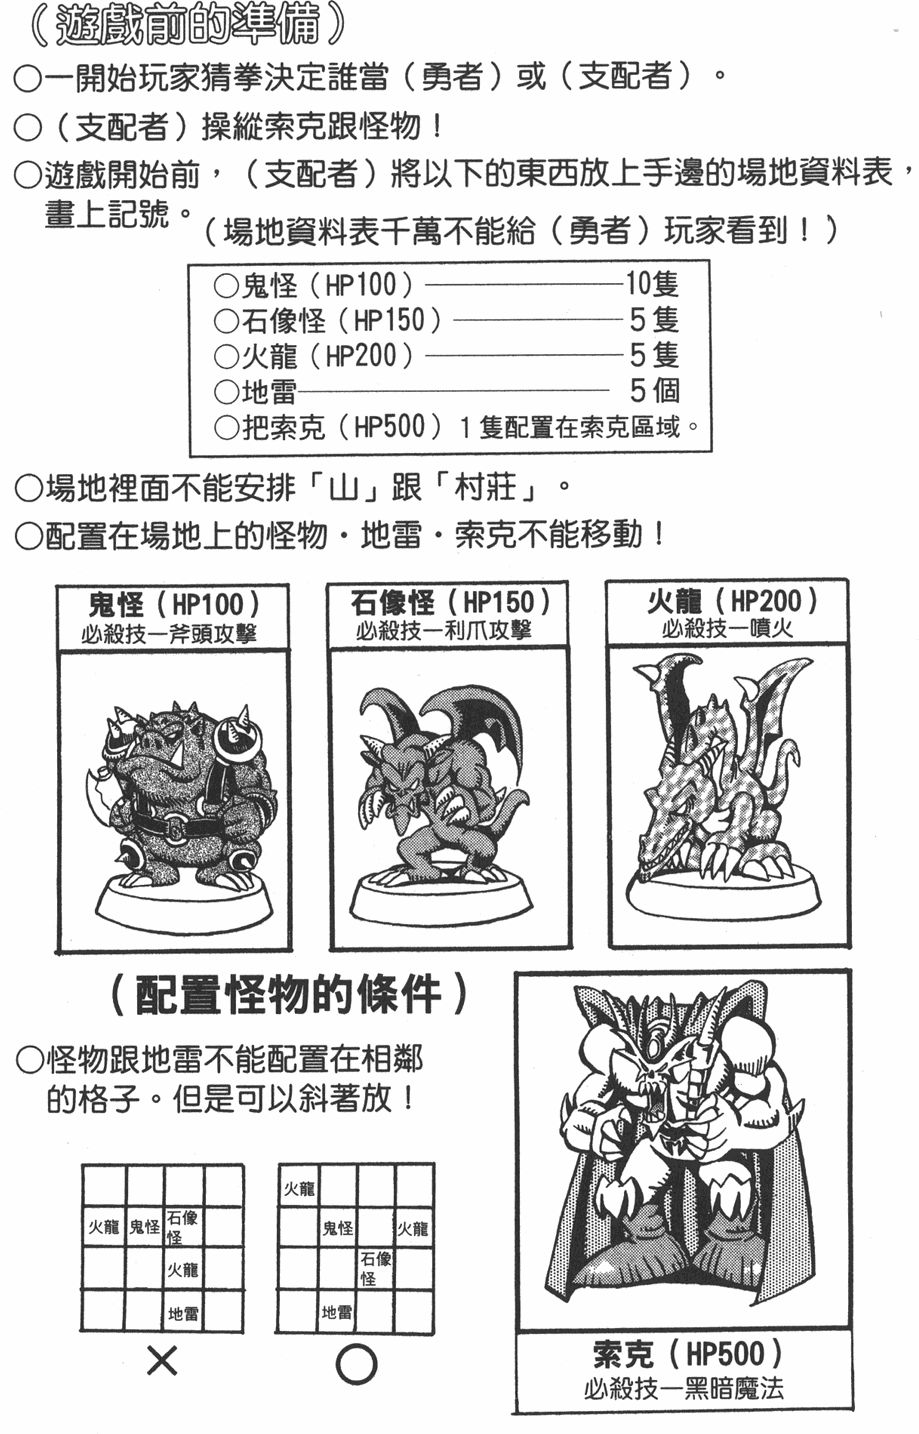 （遊戲前的準備）
○一開始玩家猜拳決定誰當（勇者）或（支配者）。
○（支配者）操縱索克跟怪物！
○遊戲開始前，（支配者）將以下的東西放上手邊的場地資料表，
畫上記號。（場地資料表千萬不能給（勇者）玩家看到！）
○鬼怪（HP100）—10隻
○石像怪（HP150）—5隻
○火龍（HP200）—5隻
○地雷—5個
○把索克（HP500）1隻配置在索克區域。
○場地裡面不能安排「山」跟「村莊」。
○配置在場地上的怪物・地雷・索克不能移動！
鬼怪（HP100）
必殺技—斧頭攻擊
石像怪（HP150）
必殺技—利爪攻擊
火龍（HP200）
必殺技—噴火
（配置怪物的條件）
○怪物跟地雷不能配置在相鄰
的格子。但是可以斜著放！
火龍 鬼怪 石像怪
火龍
地雷
×
火龍
鬼怪 火龍
石像怪
地雷
○
索克（HP500）
必殺技—黑暗魔法